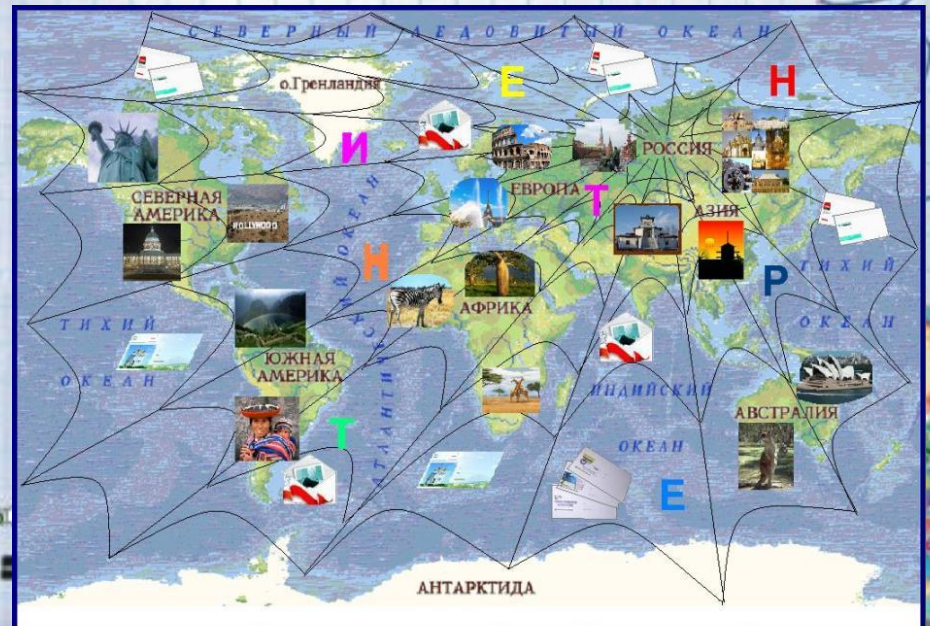 СЕВЕРНЫЙ ЛЕДОВИТЫЙ ОКЕАН
о.Гренландия
Е
Н
И
РОССИЯ
ЕВРОПА
СЕВЕРНАЯ
АМЕРИКА
Т
АЗИЯ
HOLLYWOOD
Н
Р
ТИХИЙ
ОКЕАН
АФРИКА
АТЛАНТИЧЕСКИЙ ОКЕАН
ТИХИЙ
ОКЕАН
ЮЖНАЯ
АМЕРИКА
ИНДИЙСКИЙ
ОКЕАН
АВСТРАЛИЯ
Т
Е
АНТАРКТИДА